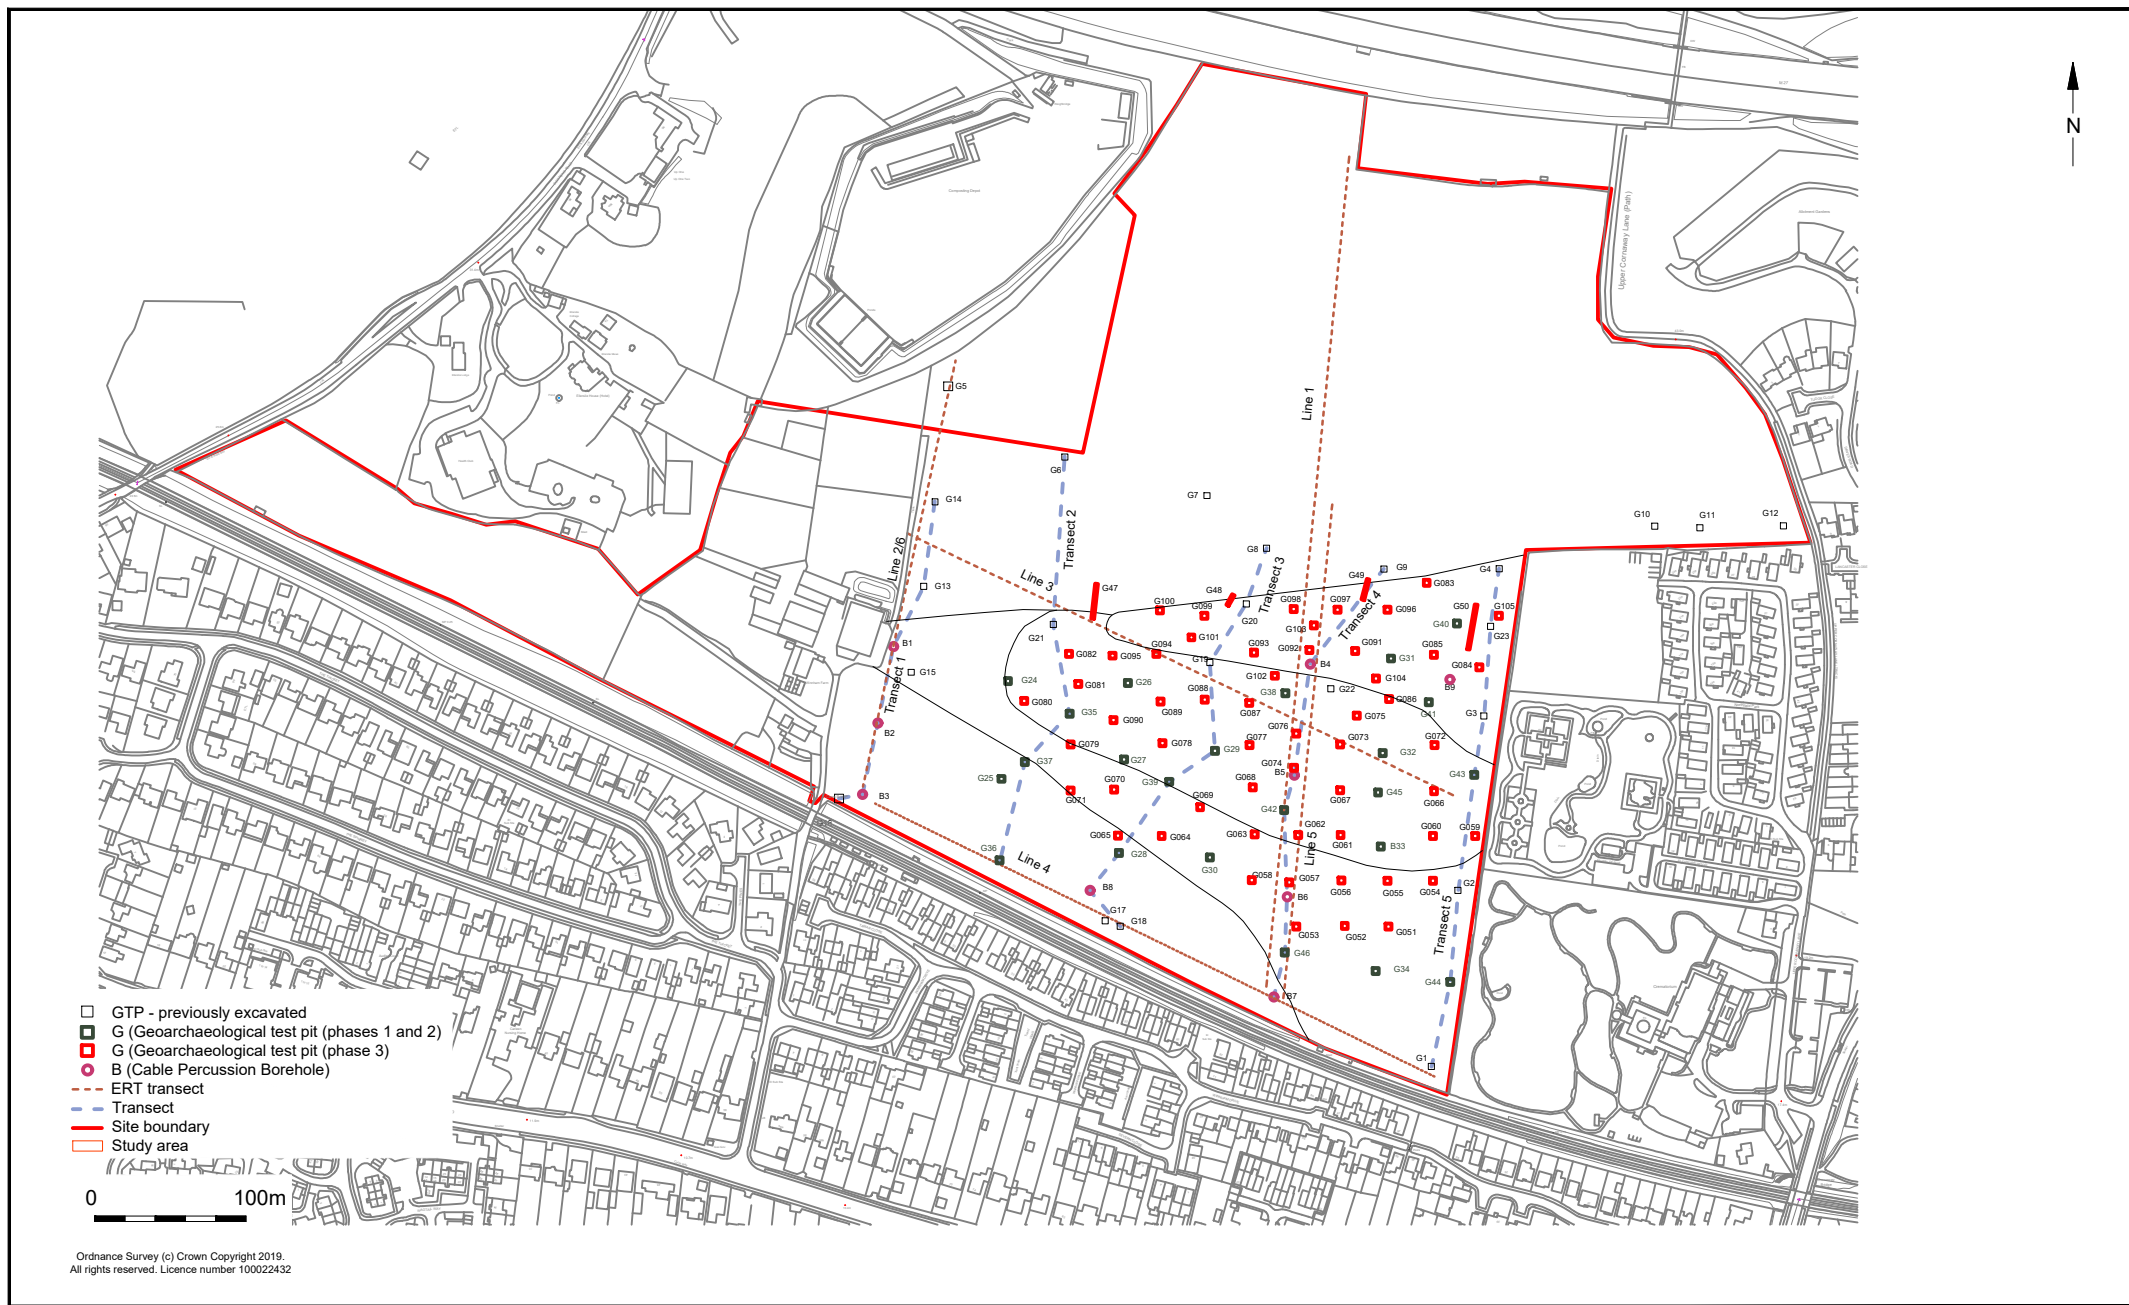 N
M 27
Composting Depot
Upper Cornaway Lane (Path)
G5
Line 1
G6
G7
G14
Transect 2
G10
G11
G12
Line 2/6
G8
G13
Line 3
G47
G48
Transect 3
G49
G9
G083
G4
G100
G099
G20
G098
G097
Transect 4
G096
G50
G105
G21
G101
G103
G40
G23
B1
G082
G095
G094
G19
G093
G092
B4
G091
G31
G085
G084
G15
Transect 1
G24
G081
G26
G102
G22
G104
B9
G080
G35
G089
G088
G087
G38
G086
G41
G3
B2
G090
G076
G075
G079
G078
G29
G077
G073
G32
G072
G37
G27
G074
B5
G43
G25
G070
G39
G068
G067
G45
G066
B3
G071
G069
G42
G065
G064
G063
G062
Line 5
G061
B33
G060
G059
G36
Line 4
G28
G30
B8
G058
G057
G056
G055
G054
G2
B6
G17
G18
G053
G052
G051
Transect 5
G46
G34
G44
B7
G1
GTP - previously excavated
G (Geoarchaeological test pit (phases 1 and 2)
G (Geoarchaeological test pit (phase 3)
B (Cable Percussion Borehole)
ERT transect
Transect
Site boundary
Study area
0 100m
Ordnance Survey (c) Crown Copyright 2019.
All rights reserved. Licence number 100022432